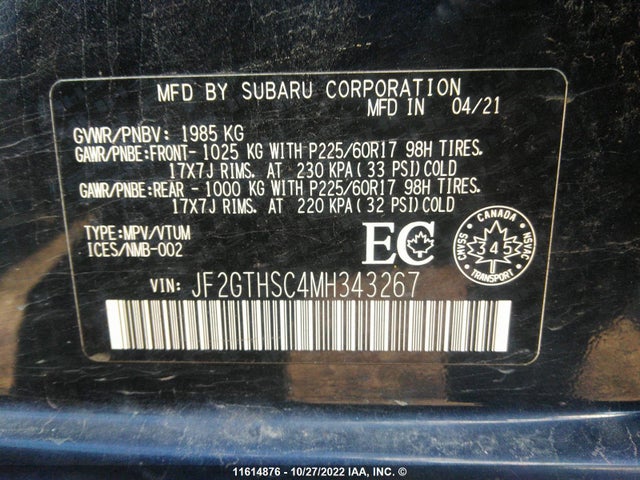 MFD BY SUBARU CORPORATION
MFD IN 04/21
GVWR/PNBV: 1985 KG
GAWR/PNBE:FRONT- 1025 KG WITH P225/60R17 98H TIRES.
17X7J RIMS. AT 230 KPA(33 PSI)COLD
GAWR/PNBE:REAR - 1000 KG WITH P225/60R17 98H TIRES.
17X7J RIMS. AT 220 KPA(32 PSI)COLD
TYPE:MPV/VTUM
ICES/NMB-002
EC
CANADA
CMVSS NSVAC
345
TRANSPORT
VIN: JF2GTHSC4MH343267
11614876 - 10/27/2022 IAA, INC. ©